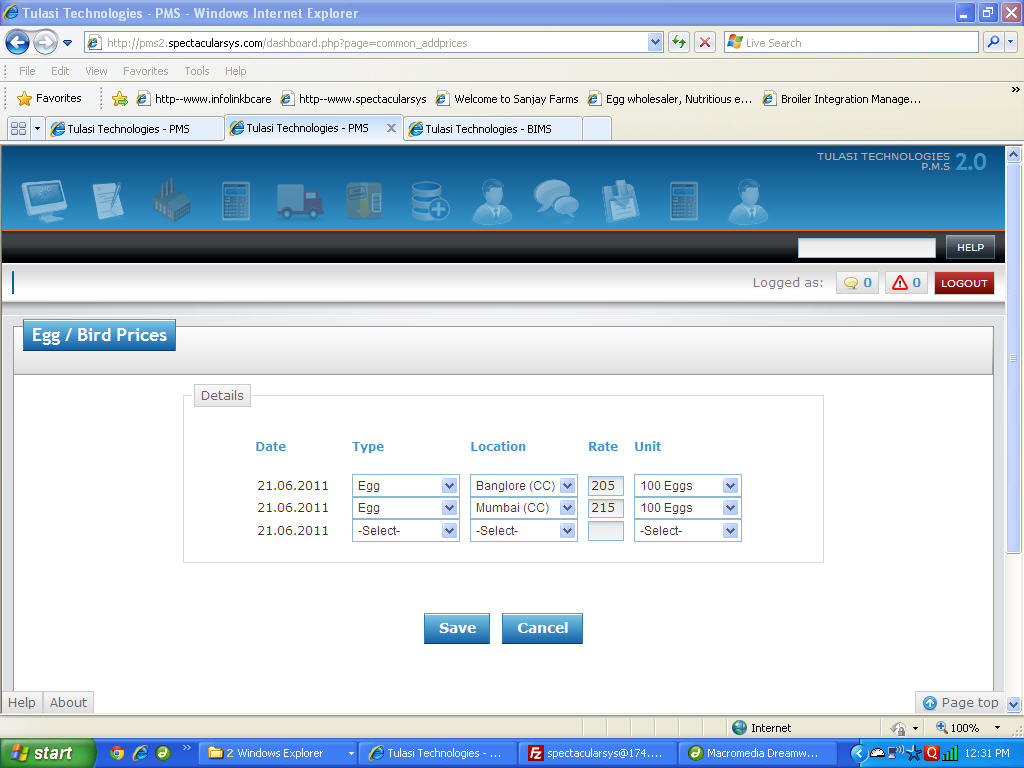 Tulasi Technologies - PMS - Windows Internet Explorer
http://pms2.spectacularsys.com/dashboard.php?page=common_addprices
Live Search
File Edit View Favorites Tools Help
Favorites http--www.infolinkbcare http--www.spectacularsys Welcome to Sanjay Farms Egg wholesaler, Nutritious e... Broiler Integration Manage... »
Tulasi Technologies - PMS Tulasi Technologies - PMS X Tulasi Technologies - BIMS
TULASI TECHNOLOGIES 2.0
P.M.S
HELP
Logged as: 0 0 LOGOUT
Egg / Bird Prices
Details
Date Type Location Rate Unit
21.06.2011 Egg Banglore (CC) 205 100 Eggs
21.06.2011 Egg Mumbai (CC) 215 100 Eggs
21.06.2011 -Select- -Select- -Select-
Save Cancel
Help About Page top
Internet 100%
start » 2 Windows Explorer Tulasi Technologies - ... Fz spectacularsys@174.... Macromedia Dreamw... Q 12:31 PM